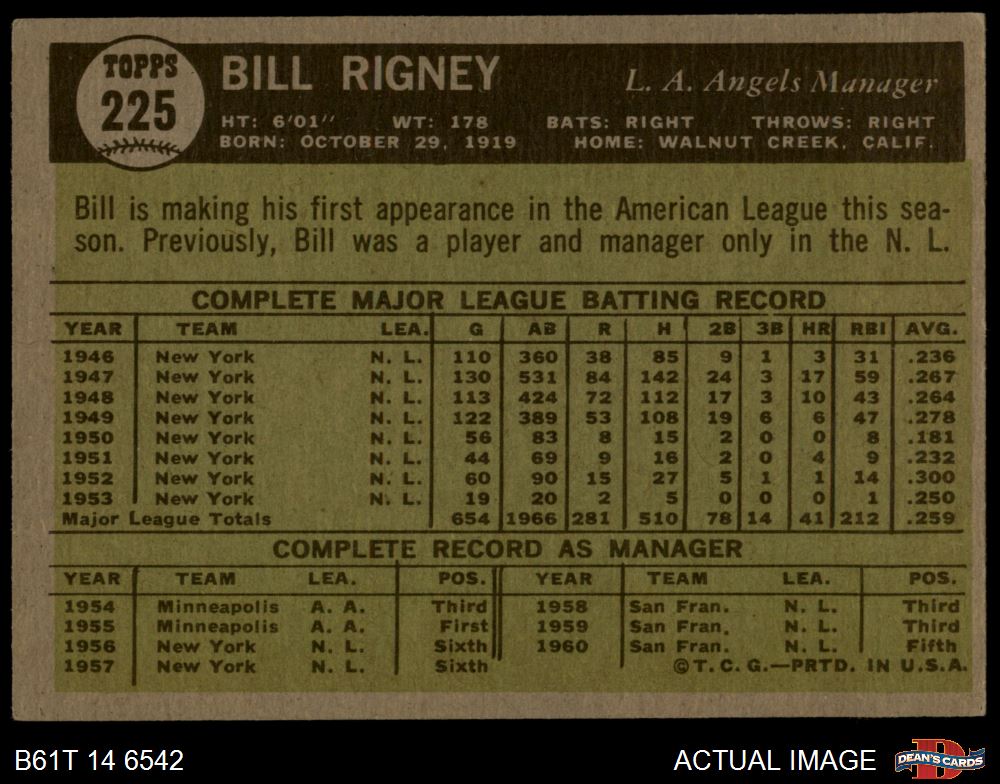 TOPPS
225
BILL RIGNEY L. A. Angels Manager
HT: 6'01" WT: 178 BATS: RIGHT THROWS: RIGHT
BORN: OCTOBER 29, 1919 HOME: WALNUT CREEK, CALIF.
Bill is making his first appearance in the American League this sea-
son. Previously, Bill was a player and manager only in the N. L.
COMPLETE MAJOR LEAGUE BATTING RECORD
YEAR TEAM LEA. G AB R H 2B 3B HR RBI AVG.
1946 New York N. L. 110 360 38 85 9 1 3 31 .236
1947 New York N. L. 130 531 84 142 24 3 17 59 .267
1948 New York N. L. 113 424 72 112 17 3 10 43 .264
1949 New York N. L. 122 389 53 108 19 6 6 47 .278
1950 New York N. L. 56 83 8 15 2 0 0 8 .181
1951 New York N. L. 44 69 9 16 2 0 4 9 .232
1952 New York N. L. 60 90 15 27 5 1 1 14 .300
1953 New York N. L. 19 20 2 5 0 0 0 1 .250
Major League Totals 654 1966 281 510 78 14 41 212 .259
COMPLETE RECORD AS MANAGER
YEAR TEAM LEA. POS. YEAR TEAM LEA. POS.
1954 Minneapolis A. A. Third 1958 San Fran. N. L. Third
1955 Minneapolis A. A. First 1959 San Fran. N. L. Third
1956 New York N. L. Sixth 1960 San Fran. N. L. Fifth
1957 New York N. L. Sixth ©T. C. G.—PRTD. IN U.S.A.
B61T 14 6542 ACTUAL IMAGE D DEAN'S CARDS